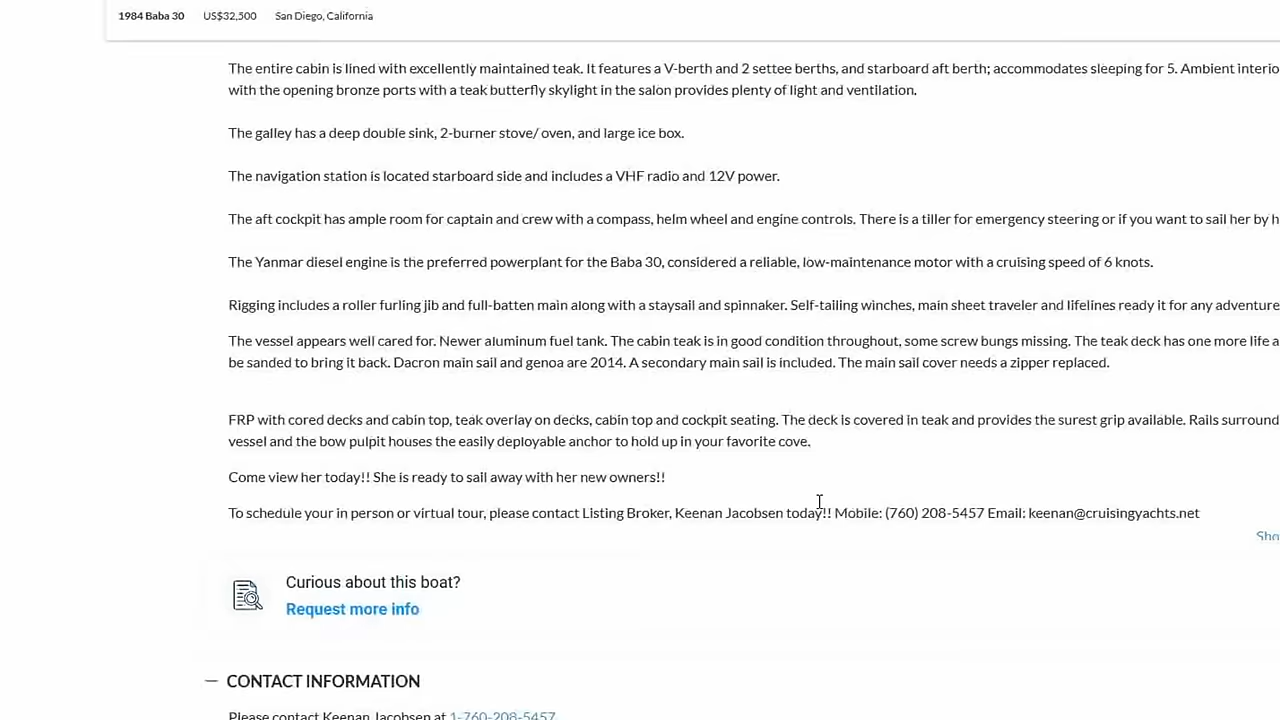 1984 Baba 30 US$32,500 San Diego, California
The entire cabin is lined with excellently maintained teak. It features a V-berth and 2 settee berths, and starboard aft berth; accommodates sleeping for 5. Ambient interio
with the opening bronze ports with a teak butterfly skylight in the salon provides plenty of light and ventilation.
The galley has a deep double sink, 2-burner stove/ oven, and large ice box.
The navigation station is located starboard side and includes a VHF radio and 12V power.
The aft cockpit has ample room for captain and crew with a compass, helm wheel and engine controls. There is a tiller for emergency steering or if you want to sail her by h
The Yanmar diesel engine is the preferred powerplant for the Baba 30, considered a reliable, low-maintenance motor with a cruising speed of 6 knots.
Rigging includes a roller furling jib and full-batten main along with a staysail and spinnaker. Self-tailing winches, main sheet traveler and lifelines ready it for any adventure
The vessel appears well cared for. Newer aluminum fuel tank. The cabin teak is in good condition throughout, some screw bungs missing. The teak deck has one more life a
be sanded to bring it back. Dacron main sail and genoa are 2014. A secondary main sail is included. The main sail cover needs a zipper replaced.
FRP with cored decks and cabin top, teak overlay on decks, cabin top and cockpit seating. The deck is covered in teak and provides the surest grip available. Rails surround
vessel and the bow pulpit houses the easily deployable anchor to hold up in your favorite cove.
Come view her today!! She is ready to sail away with her new owners!!
To schedule your in person or virtual tour, please contact Listing Broker, Keenan Jacobsen today!! Mobile: (760) 208-5457 Email: keenan@cruisingyachts.net
Sho
Curious about this boat?
Request more info
— CONTACT INFORMATION
Please contact Keenan Jacobsen at 1-760-208-5457